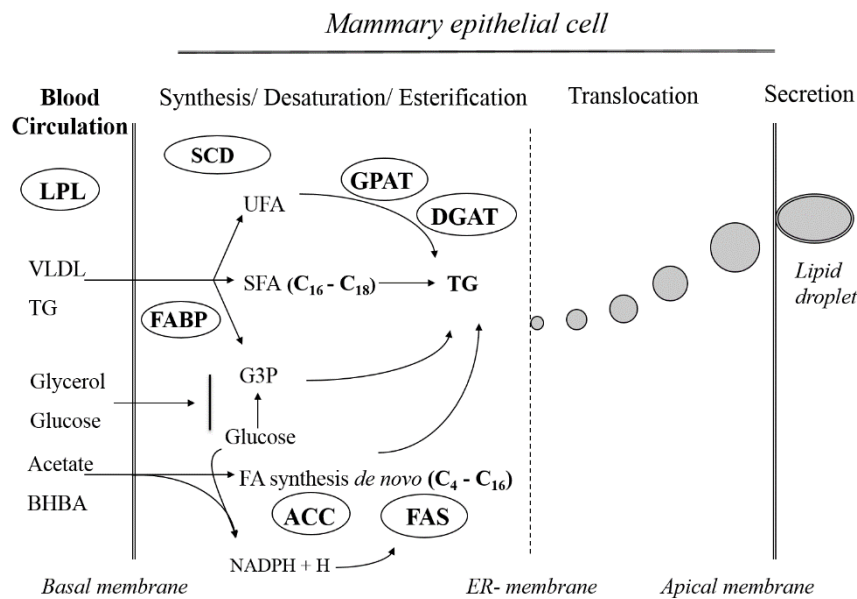 Mammary epithelial cell
Blood
Circulation
Synthesis/ Desaturation/ Esterification
Translocation
Secretion
SCD
LPL
GPAT
UFA
DGAT
VLDL
SFA (C16 - C18)
TG
Lipid
droplet
TG
FABP
G3P
Glycerol
Glucose
Glucose
Acetate
FA synthesis de novo (C4 - C16)
BHBA
ACC
FAS
NADPH + H
Basal membrane
ER- membrane
Apical membrane